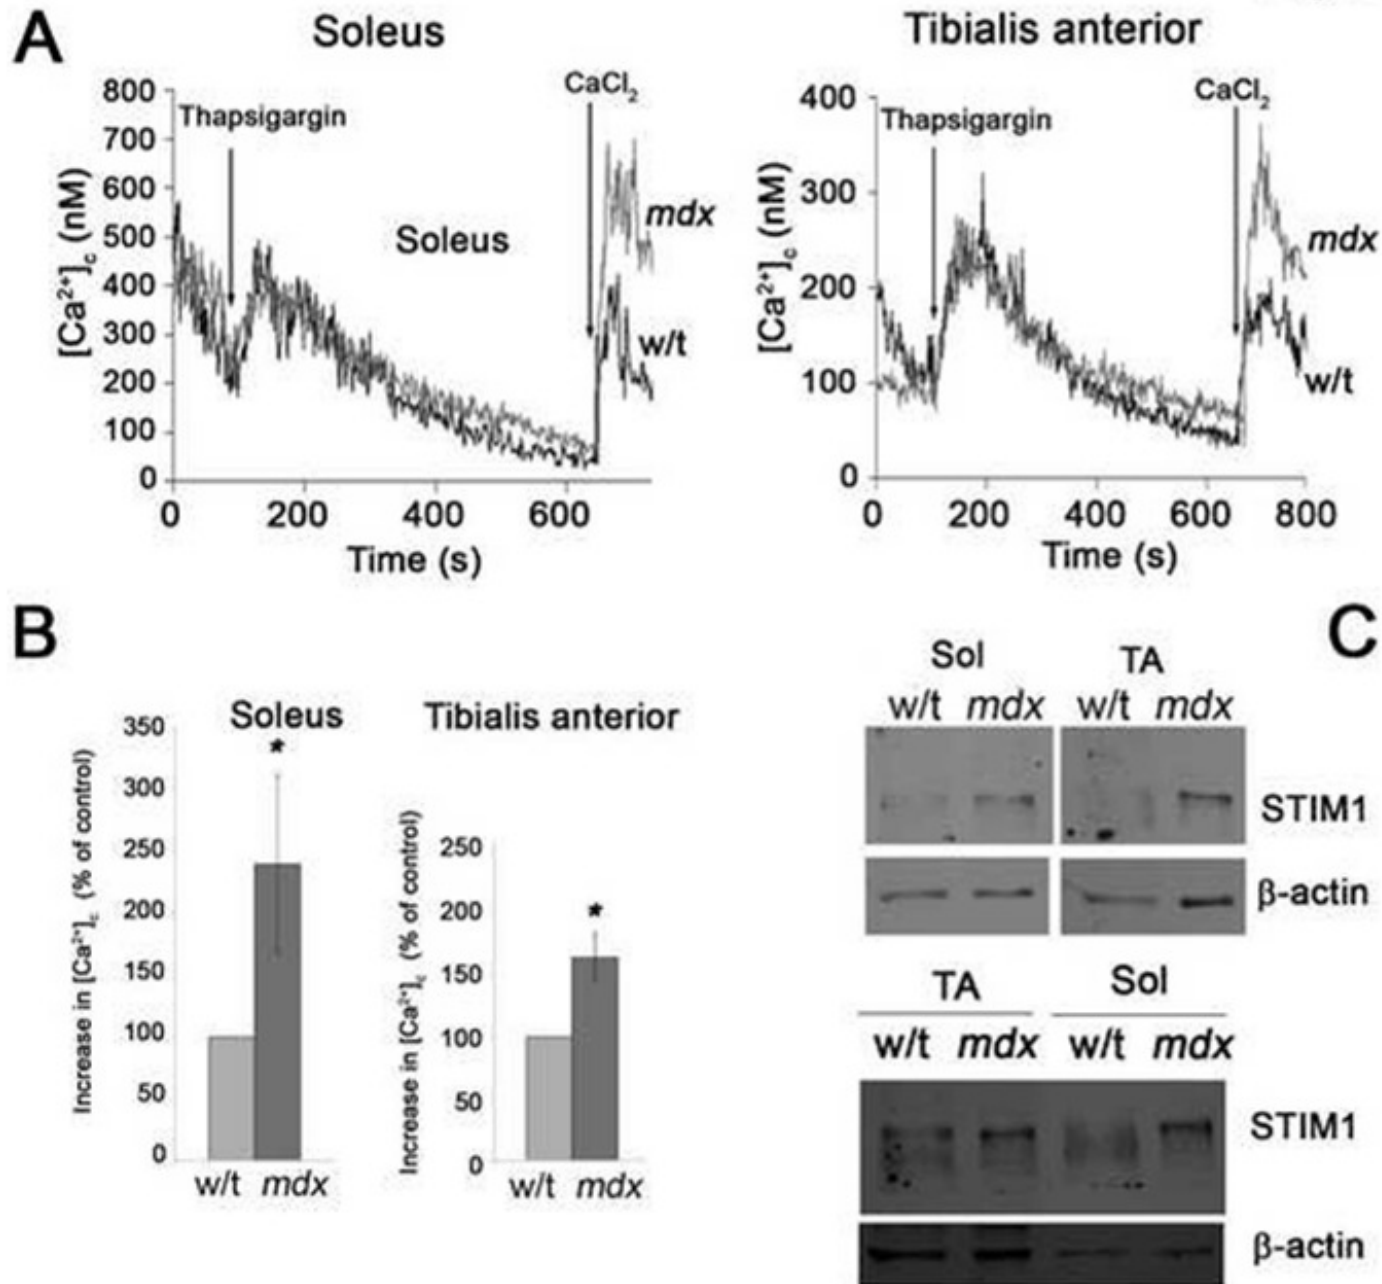 A
Soleus
Tibialis anterior
CaCl₂
Thapsigargin
Soleus
mdx
w/t
[Ca²⁺]c (nM)
800
700
600
500
400
300
200
100
0
0 200 400 600
Time (s)
CaCl₂
Thapsigargin
mdx
w/t
[Ca²⁺]c (nM)
400
300
200
100
0
0 200 400 600 800
Time (s)
B
Soleus
*
Increase in [Ca²⁺]c (% of control)
350
300
250
200
150
100
50
0
w/t mdx
Tibialis anterior
*
Increase in [Ca²⁺]c (% of control)
250
200
150
100
50
0
w/t mdx
C
Sol TA
w/t mdx w/t mdx
STIM1
β-actin
TA Sol
w/t mdx w/t mdx
STIM1
β-actin